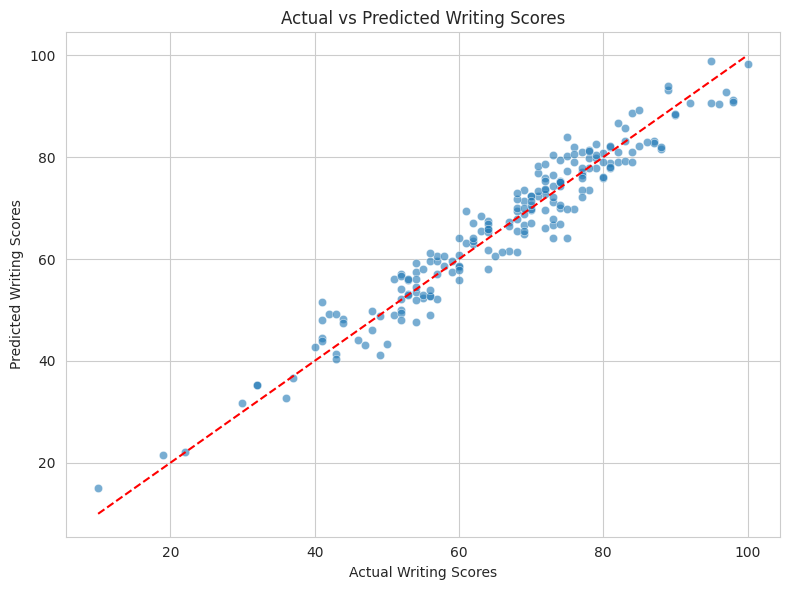 Actual vs Predicted Writing Scores
Predicted Writing Scores
100
80
60
40
20
20 40 60 80 100
Actual Writing Scores